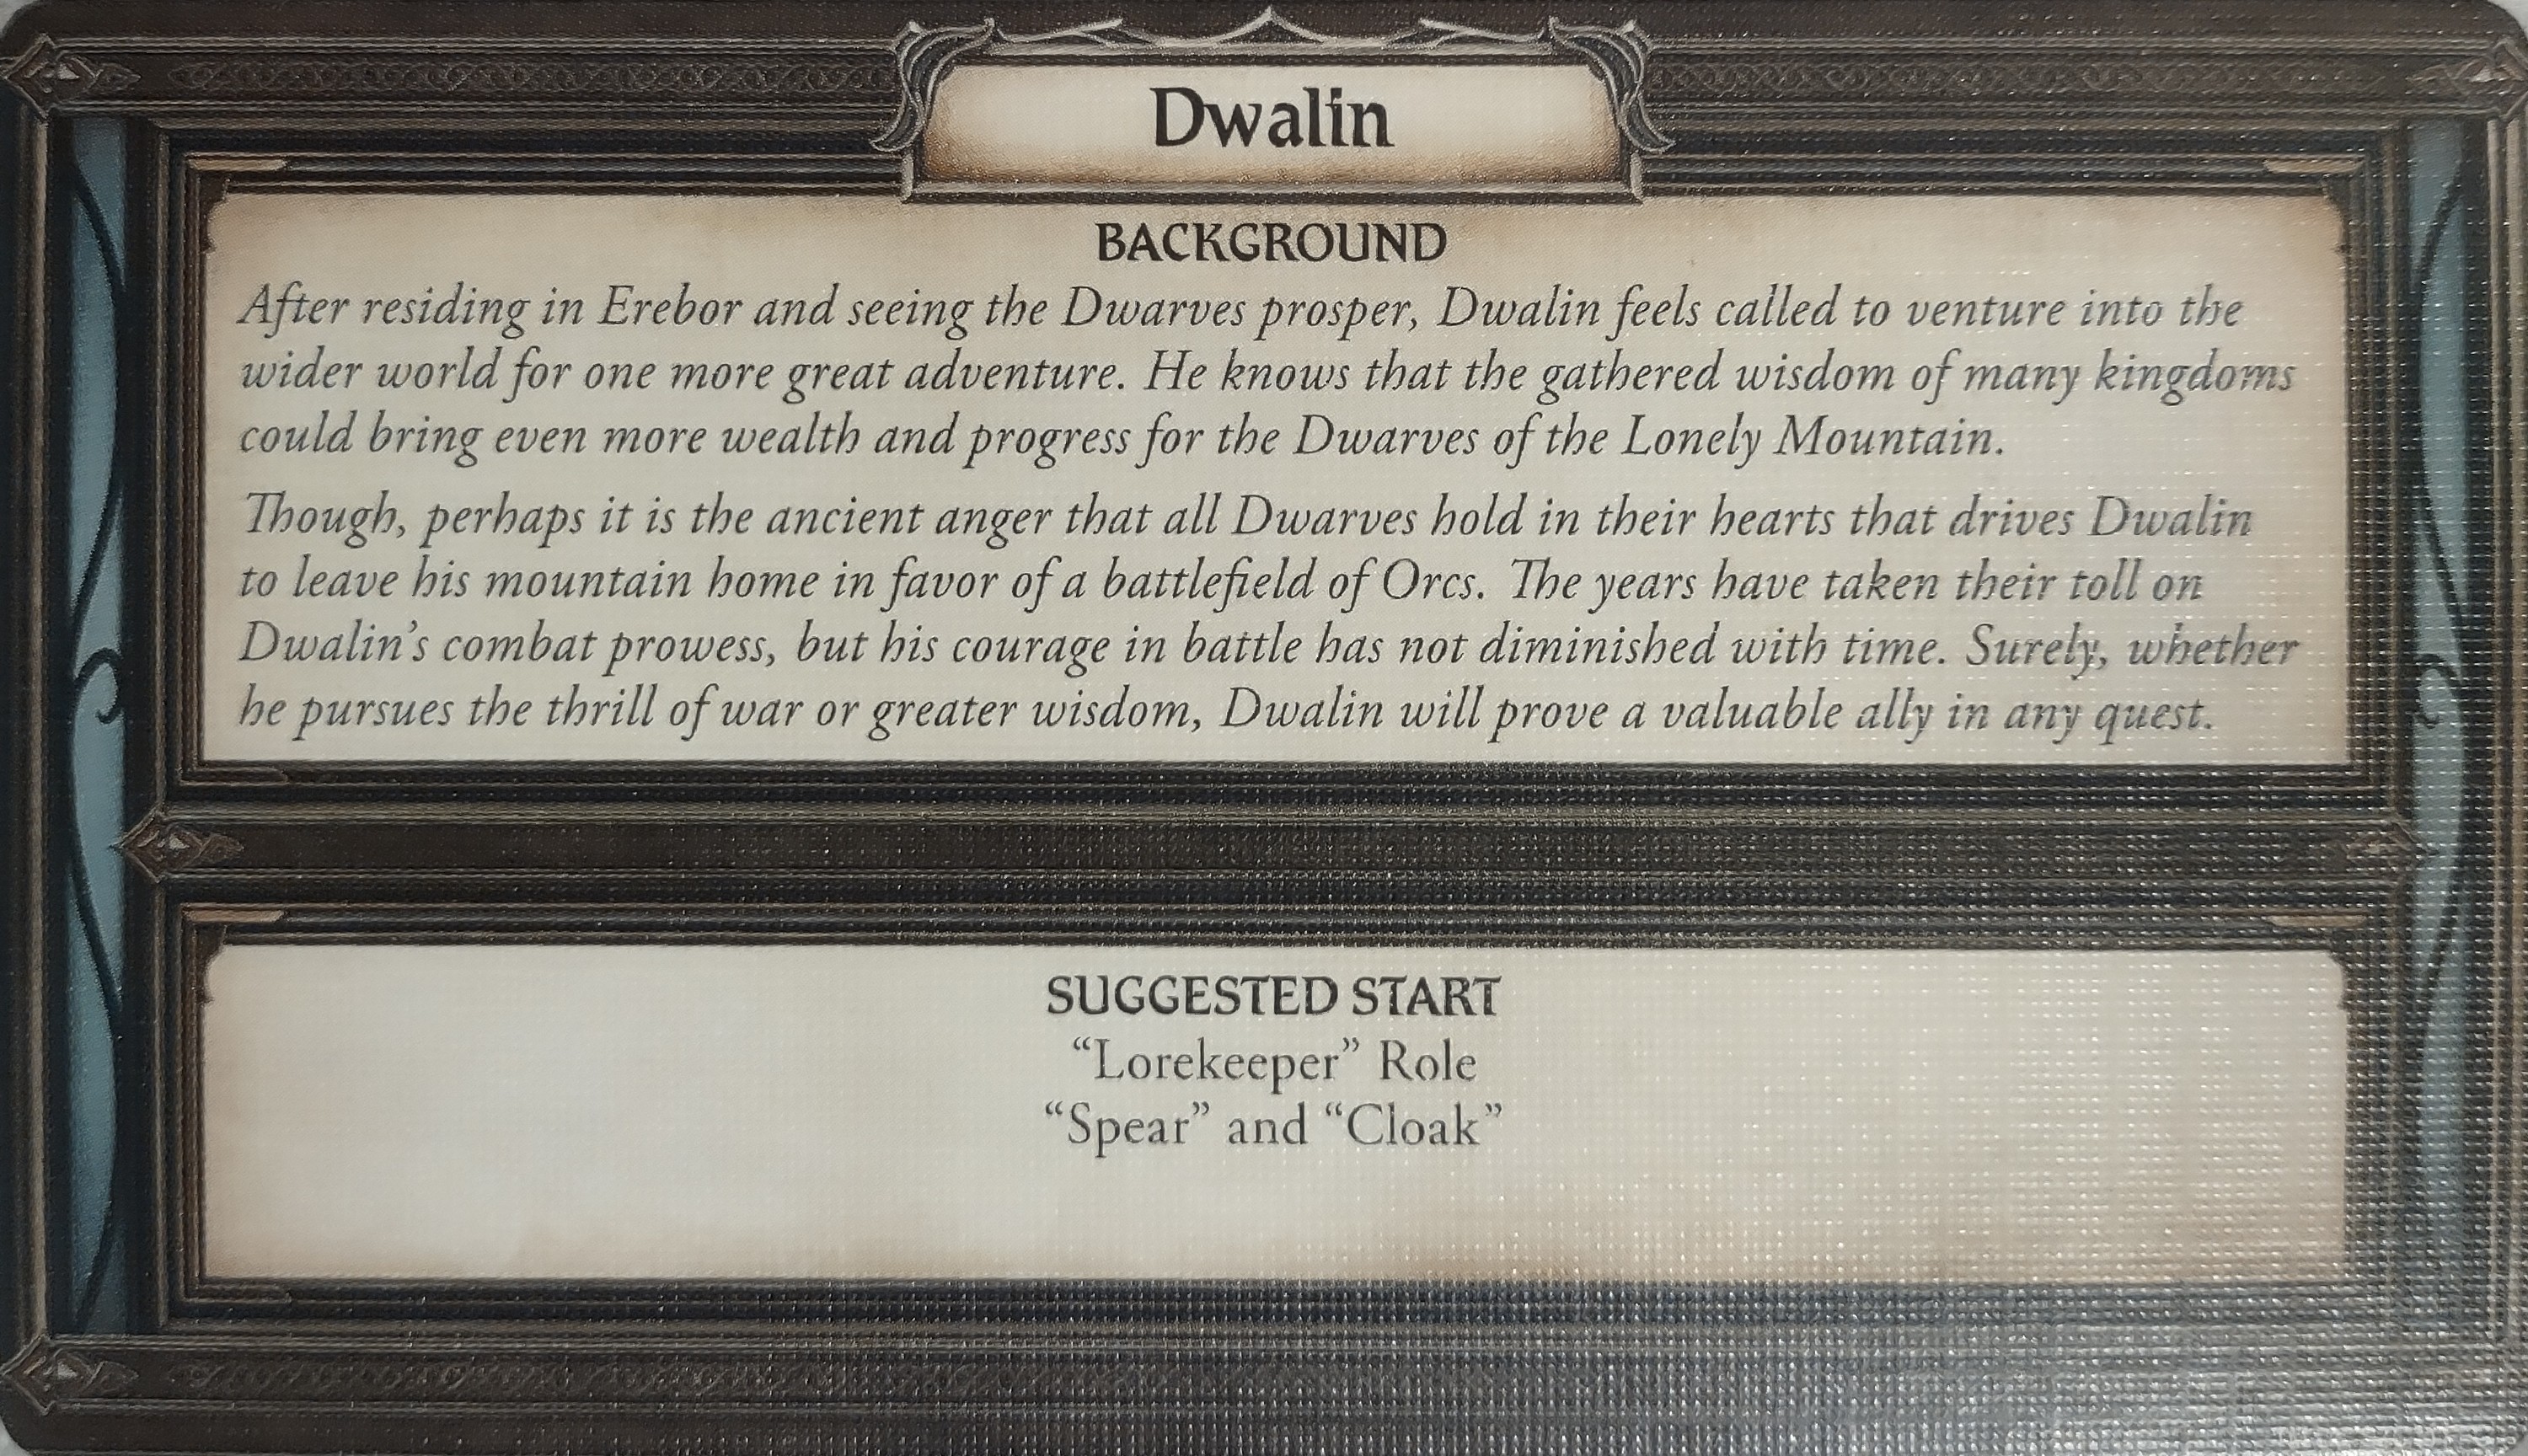 Dwalin
BACKGROUND
After residing in Erebor and seeing the Dwarves prosper, Dwalin feels called to venture into the
wider world for one more great adventure. He knows that the gathered wisdom of many kingdoms
could bring even more wealth and progress for the Dwarves of the Lonely Mountain.
Though, perhaps it is the ancient anger that all Dwarves hold in their hearts that drives Dwalin
to leave his mountain home in favor of a battlefield of Orcs. The years have taken their toll on
Dwalin’s combat prowess, but his courage in battle has not diminished with time. Surely, whether
he pursues the thrill of war or greater wisdom, Dwalin will prove a valuable ally in any quest.
SUGGESTED START
“Lorekeeper” Role
“Spear” and “Cloak”